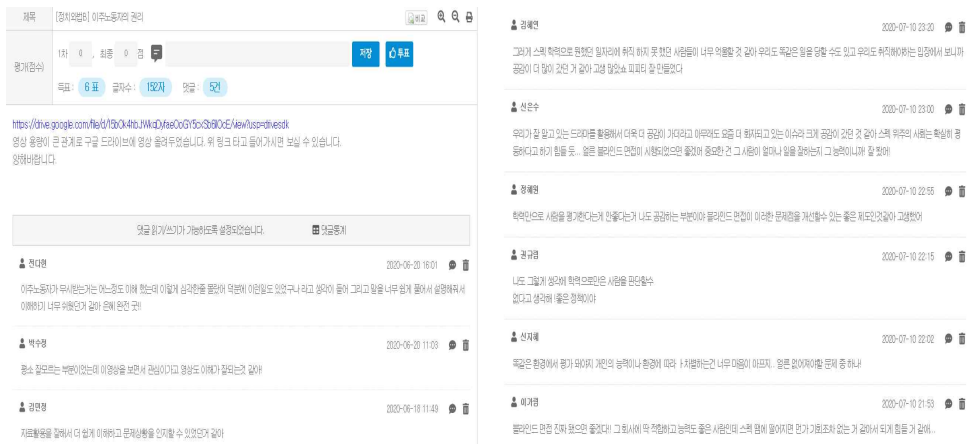 제목 [정치와법B] 이주노동자의 권리
비교
평가(점수) 1차 0 , 최종 0 점 저장 투표
득표: 6 표 글자수: 152자 댓글: 5건
영상 용량이 큰 관계로 구글 드라이브에 영상 올려두었습니다. 위 링크 타고 들어가시면 보실 수 있습니다.
양해바랍니다.
댓글 읽기/쓰기가 가능하도록 설정되었습니다. 댓글통계
전다현 2020-06-20 16:01
이주노동자가 무시받는거는 어느정도 이해 했는데 이렇게 심각한줄 몰랐어 덕분에 이런일도 있었구나 라고 생각이 들어 그리고 말을 너무 쉽게 풀어서 설명해줘서
이해하기 너무 쉬웠던거 같아 은혜 완전 굿!!
박수정 2020-06-20 11:03
평소 잘모르는 부분이었는데 이영상을 보면서 관심이가고 영상도 이해가 잘되는것 같아!
김민정 2020-06-18 11:49
자료활용을 잘해서 더 쉽게 이해하고 문제상황을 인지할 수 있었던거 같아
김혜연 2020-07-10 23:20
그러게 스펙 학력으로 원했던 일자리에 취직 하지 못 했던 사람들이 너무 억울할 것 같아 우리도 똑같은 일을 당할 수도 있고 우리도 취직해야하는 입장에서 보니까
공감이 더 많이 갔던 거 같아 고생 많았쇼 피피티 잘 만들었다
신은수 2020-07-10 23:00
우리가 잘 알고 있는 드라마를 활용해서 더욱 더 공감이 가더라고 아무래도 요즘 더 화자되고 있는 이슈라 크게 공감이 갔던 것 같아 스펙 위주의 사회는 확실히 평
등하다고 하기 힘들 듯... 얼른 블라인드 면접이 시행되었으면 좋겠어 중요한 건 그 사람이 얼마나 일을 잘하는지 그 능력이니까! 잘 봤어!
정혜원 2020-07-10 22:55
학력만으로 사람을 평가한다는게 안좋다는거 나도 공감하는 부분이야 블라인드 면접이 이러한 문제점을 개선할수 있는 좋은 제도인것같아 고생했어
권규렴 2020-07-10 22:15
나도 그렇게 생각해 학력으로만은 사람을 판단할수
없다고 생각해 !좋은 정책이야
신지혜 2020-07-10 22:02
똑같은 환경에서 평가 돼야지 개인의 능력이나 환경에 따라 차별하는건 너무 마음이 아프지... 얼른 없어져야할 문제 중 하나!
이가렴 2020-07-10 21:53
블라인드 면접 진짜 됐으면 좋겠다!! 그 회사에 딱 적합하고 능력도 좋은 사람인데 스펙 땜에 떨어지면 먼가 기회조차 없는 거 같아서 되게 힘들 거 같애...